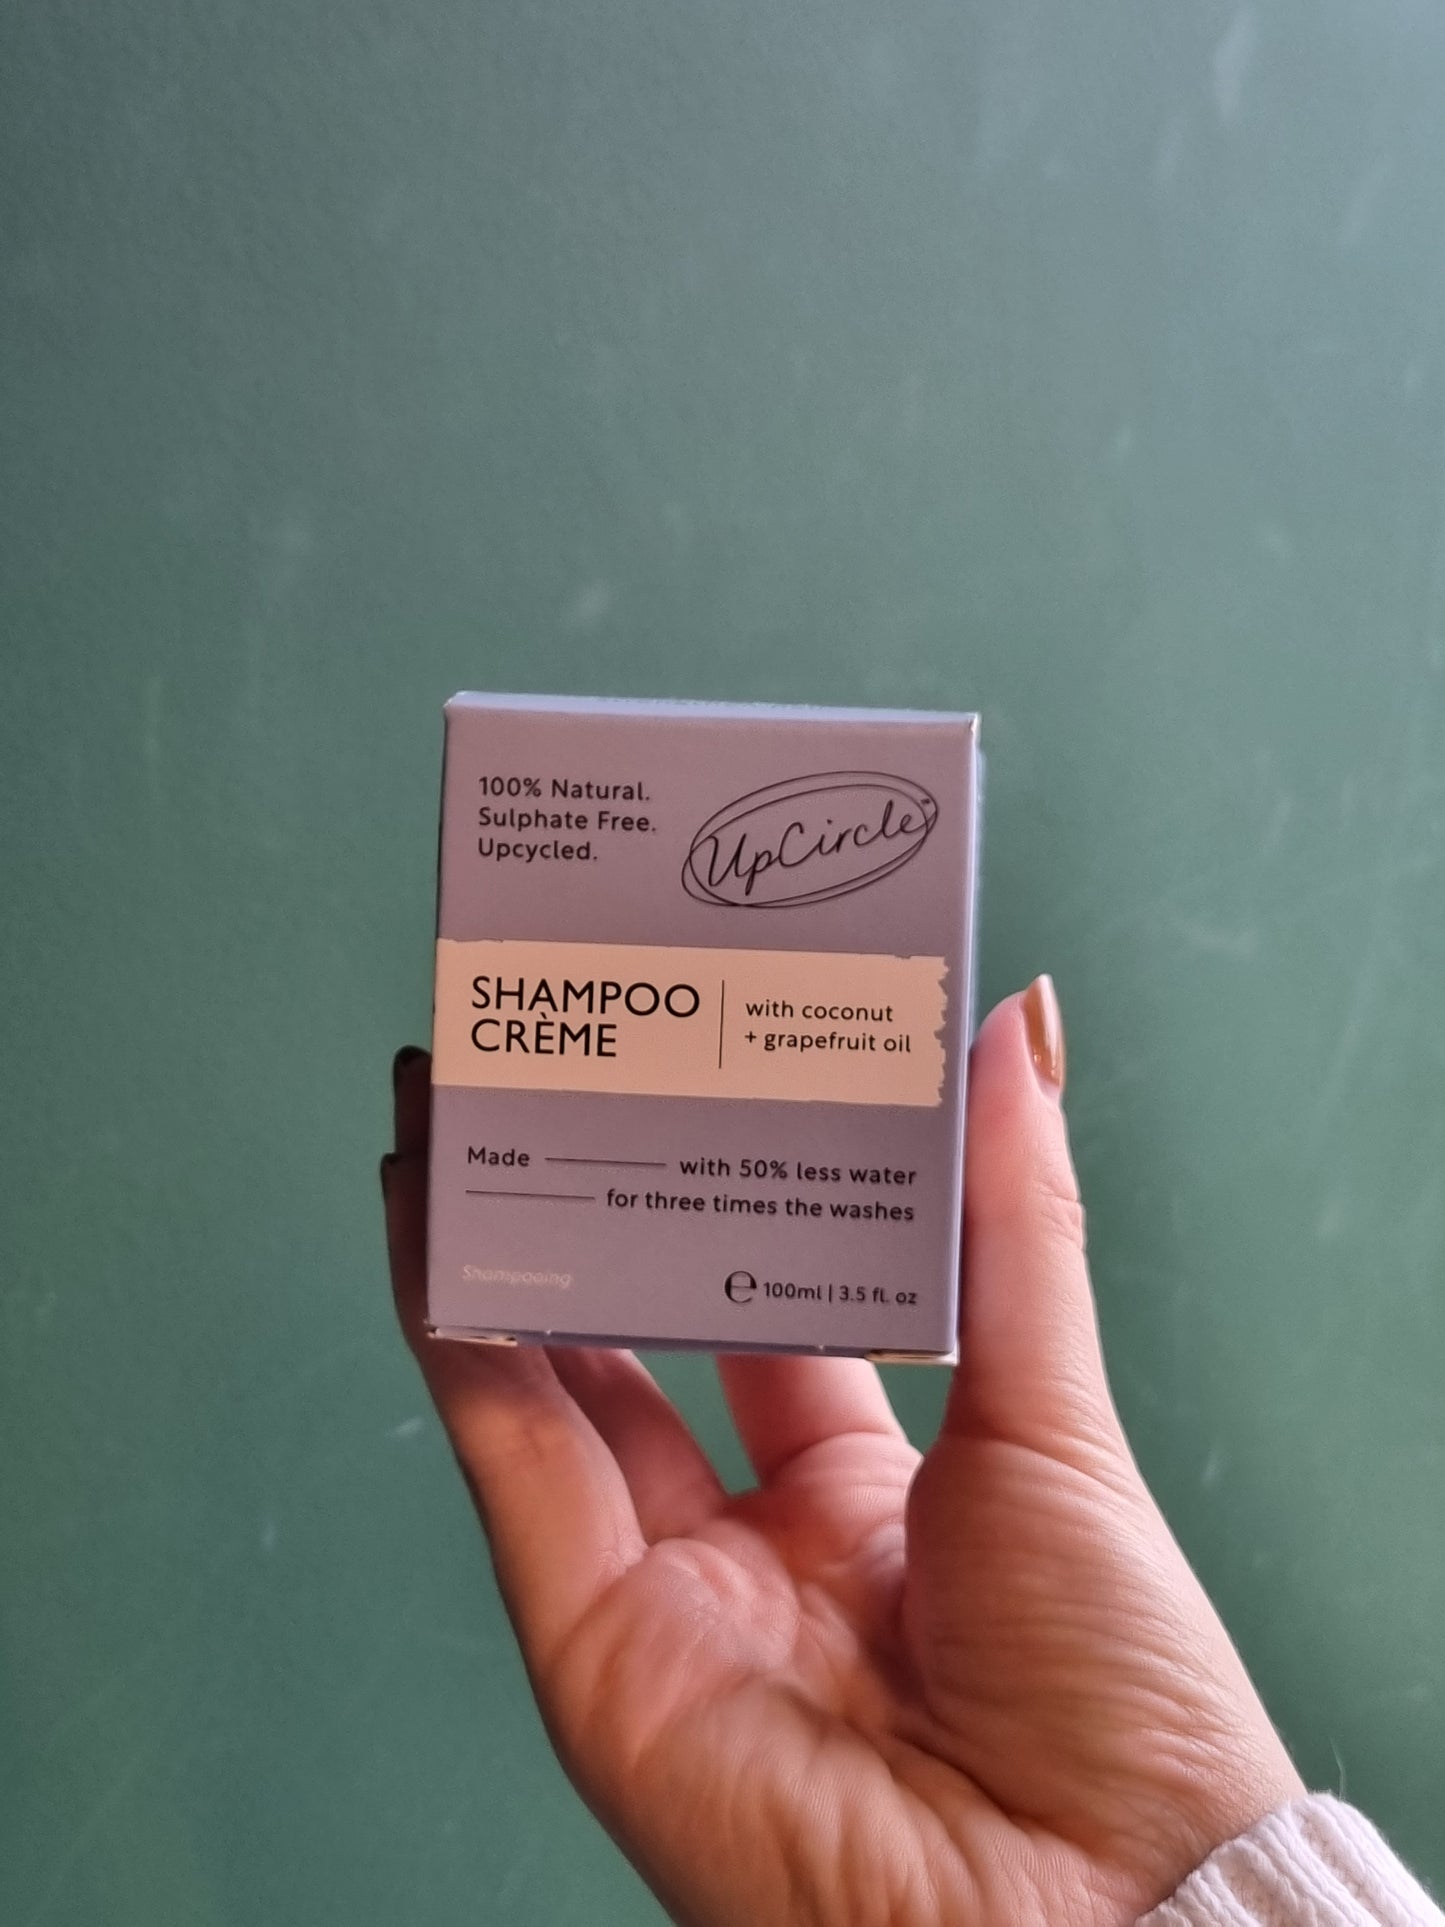 100% Natural.
Sulphate Free.
Upcycled.
UpCircle
SHAMPOO
CRÈME
with coconut
+ grapefruit oil
Made with 50% less water
for three times the washes
Shampooing
℮ 100ml | 3.5 fl. oz